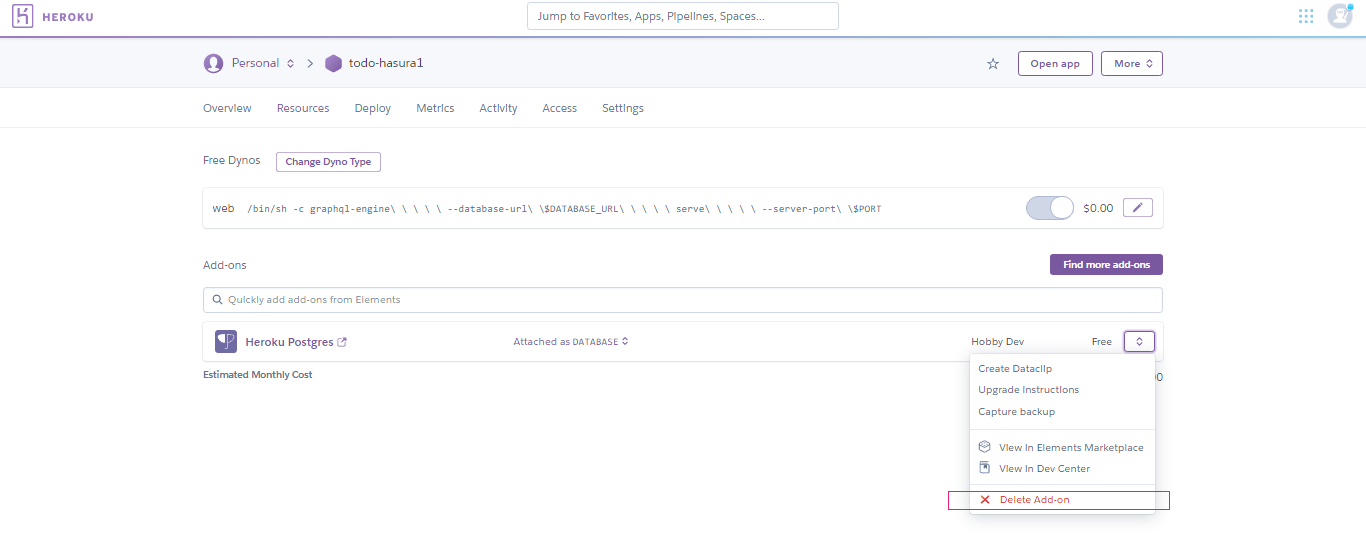 HEROKU
Jump to Favorites, Apps, Pipelines, Spaces...
Personal todo-hasura1
Open app More
Overview Resources Deploy Metrics Activity Access Settings
Free Dynos Change Dyno Type
web /bin/sh -c graphql-engine\ \ \ \ \ --database-url\ \$DATABASE_URL\ \ \ \ \ serve\ \ \ \ \ --server-port\ \$PORT $0.00
Add-ons Find more add-ons
Quickly add add-ons from Elements
Heroku Postgres Attached as DATABASE Hobby Dev Free
Estimated Monthly Cost
Create Dataclip
Upgrade Instructions
Capture backup
View in Elements Marketplace
View in Dev Center
Delete Add-on